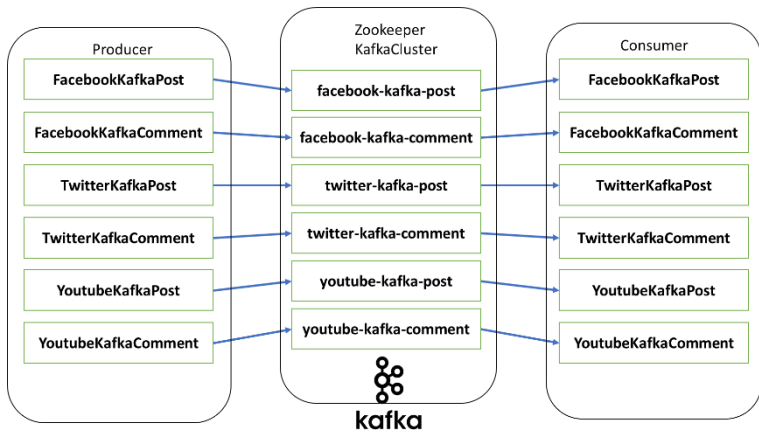 Producer
FacebookKafkaPost
FacebookKafkaComment
TwitterKafkaPost
TwitterKafkaComment
YoutubeKafkaPost
YoutubeKafkaComment
Zookeeper
KafkaCluster
facebook-kafka-post
facebook-kafka-comment
twitter-kafka-post
twitter-kafka-comment
youtube-kafka-post
youtube-kafka-comment
kafka
Consumer
FacebookKafkaPost
FacebookKafkaComment
TwitterKafkaPost
TwitterKafkaComment
YoutubeKafkaPost
YoutubeKafkaComment